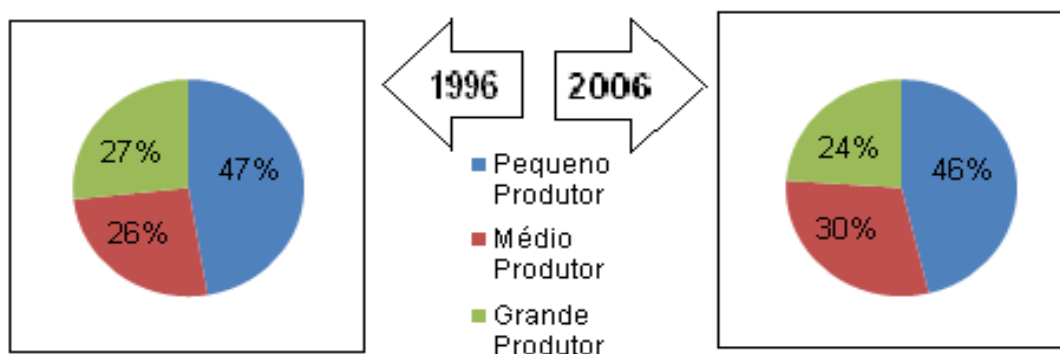 1996
2006
27%
47%
26%
Pequeno
Produtor
Médio
Produtor
Grande
Produtor
24%
46%
30%